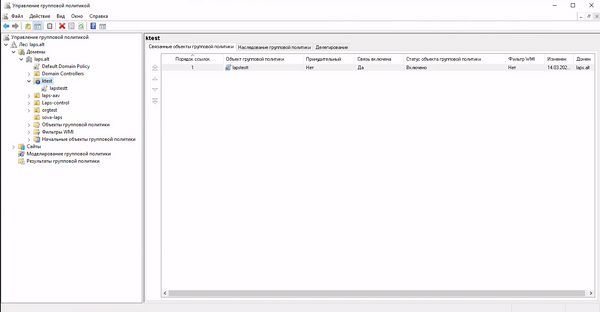 Управление групповой политикой
Файл Действие Вид Окно Справка
Управление групповой политикой
Лес: laps.alt
Домены
laps.alt
Default Domain Policy
Domain Controllers
ktest
lapstestt
laps-aav
Laps-control
orgtest
sova-laps
Объекты групповой политики
Фильтры WMI
Начальные объекты групповой политики
Сайты
Моделирование групповой политики
Результаты групповой политики
ktest
Связанные объекты групповой политики Наследование групповой политики Делегирование
Порядок ссылок Объект групповой политики Принудительный Связь включена Состояние объекта групповой политики Фильтр WMI Изменен Домен
1 lapstestt Нет Да Включено Нет 14.03.202... laps.alt